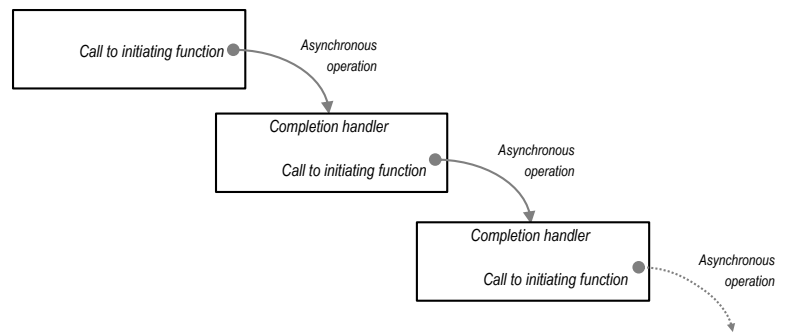 Call to initiating function
Asynchronous
operation
Completion handler
Call to initiating function
Asynchronous
operation
Completion handler
Call to initiating function
Asynchronous
operation